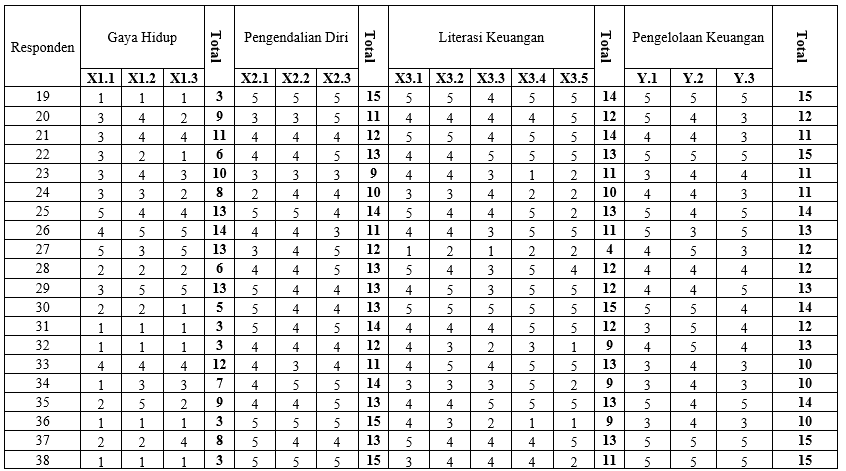 Responden Gaya Hidup Total Pengendalian Diri Total Literasi Keuangan Total Pengelolaan Keuangan Total
X1.1 X1.2 X1.3 X2.1 X2.2 X2.3 X3.1 X3.2 X3.3 X3.4 X3.5 Y.1 Y.2 Y.3
19 1 1 1 3 5 5 5 15 5 5 4 5 5 14 5 5 5 15
20 3 4 2 9 3 3 5 11 4 4 4 4 5 12 5 4 3 12
21 3 4 4 11 4 4 4 12 5 5 4 5 5 14 4 4 3 11
22 3 2 1 6 4 4 5 13 4 4 5 5 5 13 5 5 5 15
23 3 4 3 10 3 3 3 9 4 4 3 1 2 11 3 4 4 11
24 3 3 2 8 2 4 4 10 3 3 4 2 2 10 4 4 3 11
25 5 4 4 13 5 5 4 14 5 4 4 5 2 13 5 4 5 14
26 4 5 5 14 4 4 3 11 4 4 3 5 5 11 5 3 5 13
27 5 3 5 13 3 4 5 12 1 2 1 2 2 4 4 5 3 12
28 2 2 2 6 4 4 5 13 5 4 3 5 4 12 4 4 4 12
29 3 5 5 13 5 4 4 13 4 5 3 5 5 12 4 4 5 13
30 2 2 1 5 5 4 4 13 5 5 5 5 5 15 5 5 4 14
31 1 1 1 3 5 4 5 14 4 4 4 5 5 12 3 5 4 12
32 1 1 1 3 4 4 4 12 4 3 2 3 1 9 4 5 4 13
33 4 4 4 12 4 3 4 11 4 5 4 5 5 13 3 4 3 10
34 1 3 3 7 4 5 5 14 3 3 3 5 2 9 3 4 3 10
35 2 5 2 9 4 4 5 13 4 4 5 5 5 13 5 4 5 14
36 1 1 1 3 5 5 5 15 4 3 2 1 1 9 3 4 3 10
37 2 2 4 8 5 4 4 13 5 4 4 4 5 13 5 5 5 15
38 1 1 1 3 5 5 5 15 3 4 4 4 2 11 5 5 5 15